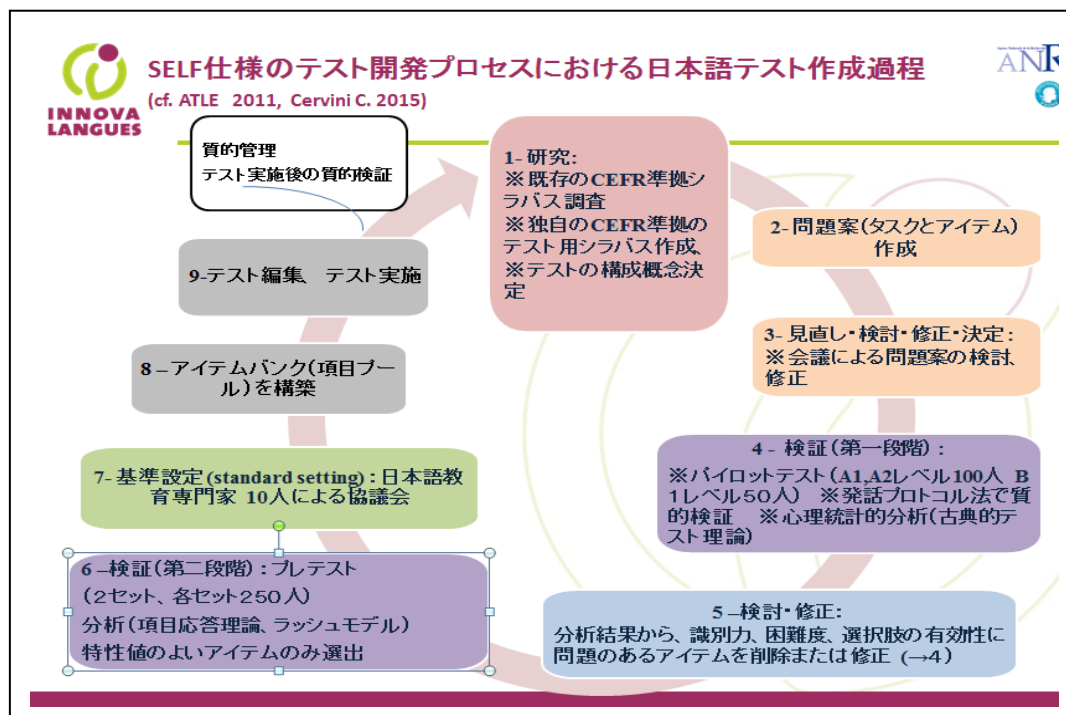 INNOVA
LANGUES
SELF仕様のテスト開発プロセスにおける日本語テスト作成過程
(cf. ATLE 2011, Cervini C. 2015)
ANR
質的管理
テスト実施後の質的検証
1- 研究:
※既存のCEFR準拠シ
ラバス調査
※独自のCEFR準拠の
テスト用シラバス作成、
※テストの構成概念決
定
2- 問題案(タスクとアイテム)
作成
3- 見直し・検討・修正・決定:
※会議による問題案の検討、
修正
4 - 検証(第一段階):
※パイロットテスト(A1,A2レベル100人 B
1レベル50人) ※発話プロトコル法で質
的検証 ※心理統計的分析(古典的テ
スト理論)
5 –検討・修正:
分析結果から、識別力、困難度、選択肢の有効性に
問題のあるアイテムを削除または修正 (→4)
6 –検証(第二段階):プレテスト
(2セット、各セット250人)
分析(項目応答理論、ラッシュモデル)
特性値のよいアイテムのみ選出
7- 基準設定(standard setting):日本語教
育専門家 10人による協議会
8 –アイテムバンク(項目プー
ル)を構築
9-テスト編集、 テスト実施